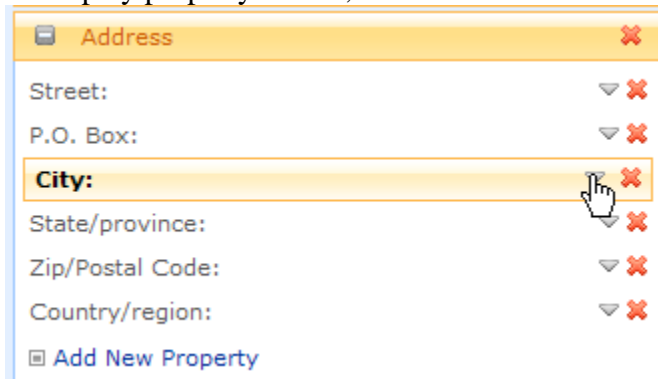 Address
Street:
P.O. Box:
City:
State/province:
Zip/Postal Code:
Country/region:
Add New Property